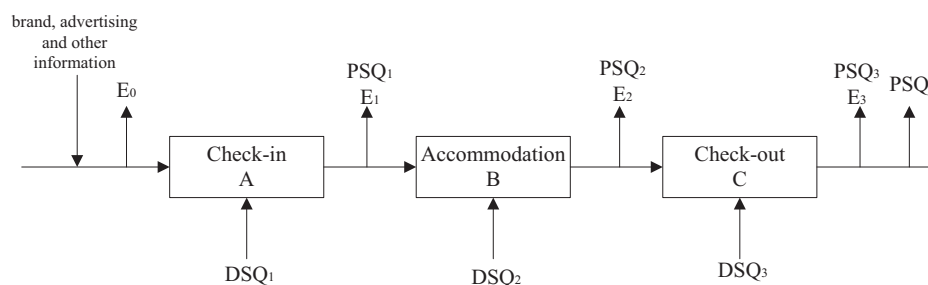 brand, advertising
and other
information
E₀
PSQ₁
E₁
PSQ₂
E₂
PSQ₃
E₃
PSQ
Check-in
A
Accommodation
B
Check-out
C
DSQ₁
DSQ₂
DSQ₃